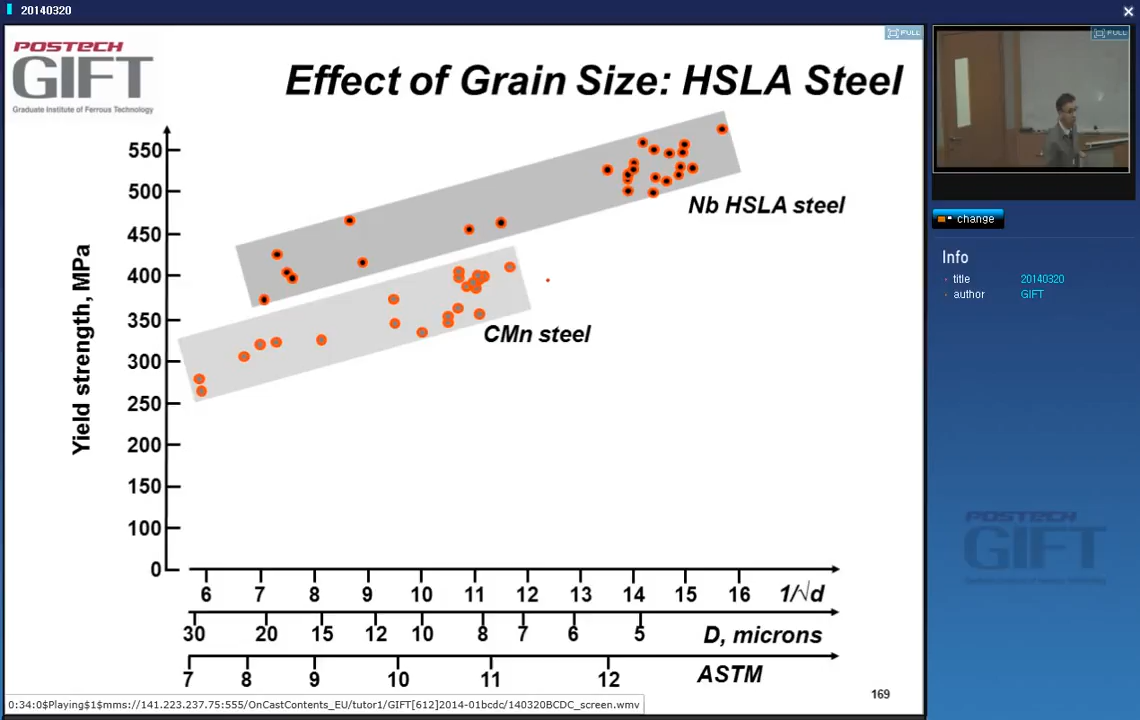 20140320
POSTECH
GIFT
Graduate Institute of Ferrous Technology
FULL
Effect of Grain Size: HSLA Steel
Yield strength, MPa
550
500
450
400
350
300
250
200
150
100
0
Nb HSLA steel
CMn steel
6 7 8 9 10 11 12 13 14 15 16 1/√d
30 20 15 12 10 8 7 6 5 D, microns
7 8 9 10 11 12 ASTM
169
0:34:0$Playing$1$mms://141.223.237.75:555/OnCastContents_EU/tutor1/GIFT[612]2014-01bcdc/140320BCDC_screen.wmv
FULL
change
Info
title 20140320
author GIFT
POSTECH
GIFT